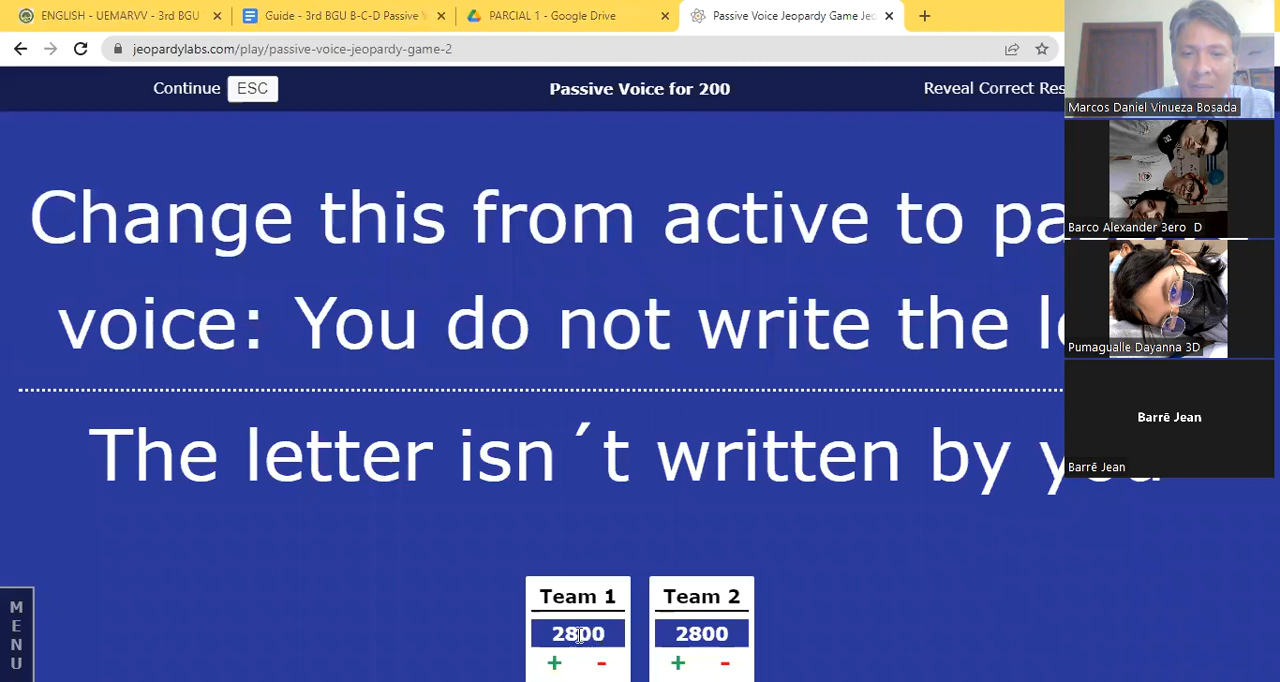 ENGLISH - UEMARVV - 3rd BGU
Guide - 3rd BGU B-C-D Passive
PARCIAL 1 - Google Drive
Passive Voice Jeopardy Game Jeo
jeopardylabs.com/play/passive-voice-jeopardy-game-2
Continue ESC
Passive Voice for 200
Reveal Correct Res
Change this from active to pa
voice: You do not write the le
The letter isn´t written by you
Team 1
2800
+ -
Team 2
2800
+ -
MENU
Marcos Daniel Vinueza Bosada
Barco Alexander 3ero D
Pumagualle Dayanna 3D
Barrē Jean
Barrē Jean